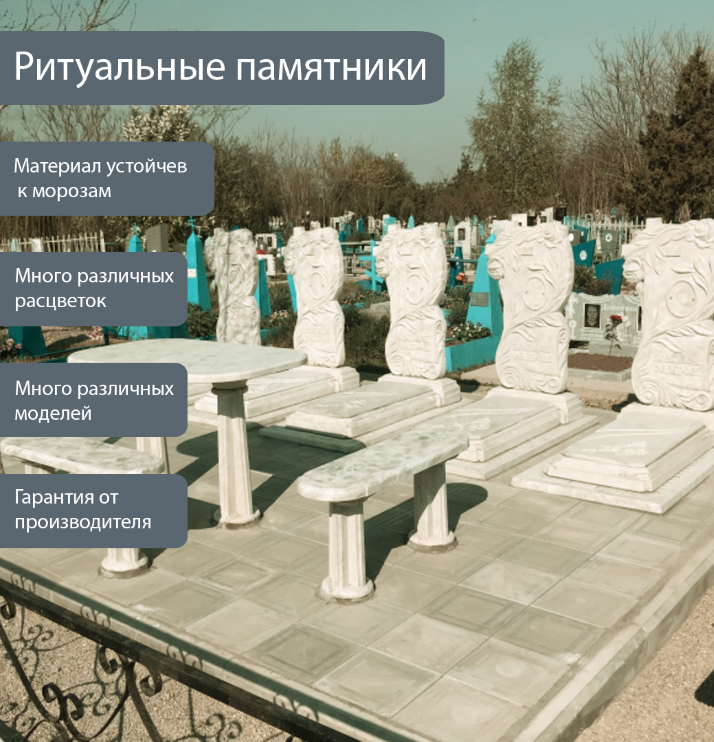 Ритуальные памятники
Материал устойчев
к морозам
Много различных
расцветок
Много различных
моделей
Гарантия от
производителя